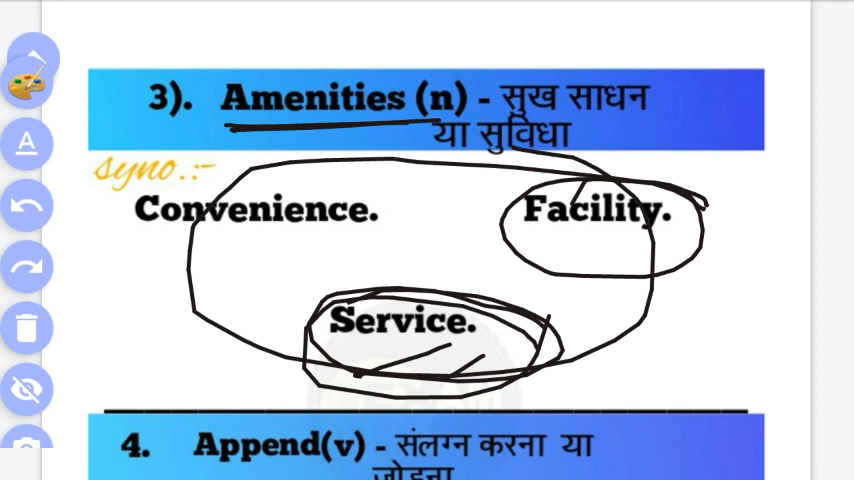 3). Amenities (n) - सुख साधन
या सुविधा
syno.:-
Convenience. Facility.
Service.
4. Append(v) - संलग्न करना या
जोड़ना